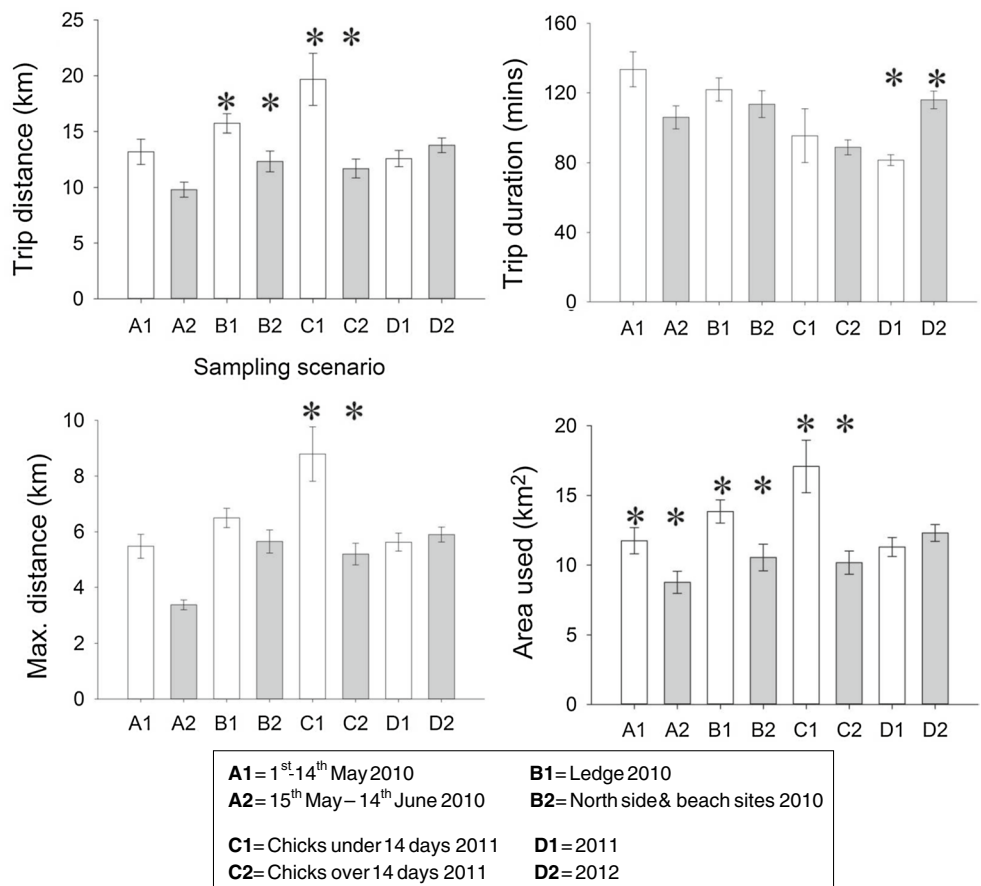 Trip distance (km)
25
20
15
10
5
0
* * * *
A1 A2 B1 B2 C1 C2 D1 D2
Sampling scenario
Trip duration (mins)
160
120
80
40
0
* *
A1 A2 B1 B2 C1 C2 D1 D2
Max. distance (km)
10
8
6
4
2
0
* *
A1 A2 B1 B2 C1 C2 D1 D2
Area used (km²)
20
15
10
5
0
* * * * * *
A1 A2 B1 B2 C1 C2 D1 D2
A1= 1st-14th May 2010 B1= Ledge 2010
A2= 15th May – 14th June 2010 B2= North side & beach sites 2010
C1= Chicks under 14 days 2011 D1= 2011
C2= Chicks over 14 days 2011 D2= 2012